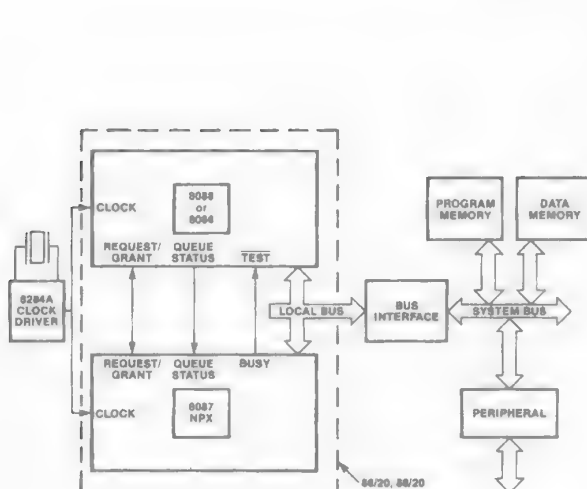 CLOCK
8088
or
8084
REQUEST/
GRANT
QUEUE
STATUS
TEST
8284A
CLOCK
DRIVER
LOCAL BUS
BUS
INTERFACE
PROGRAM
MEMORY
DATA
MEMORY
SYSTEM BUS
REQUEST/
GRANT
QUEUE
STATUS
BUSY
CLOCK
8087
NPX
PERIPHERAL
86/20, 88/20